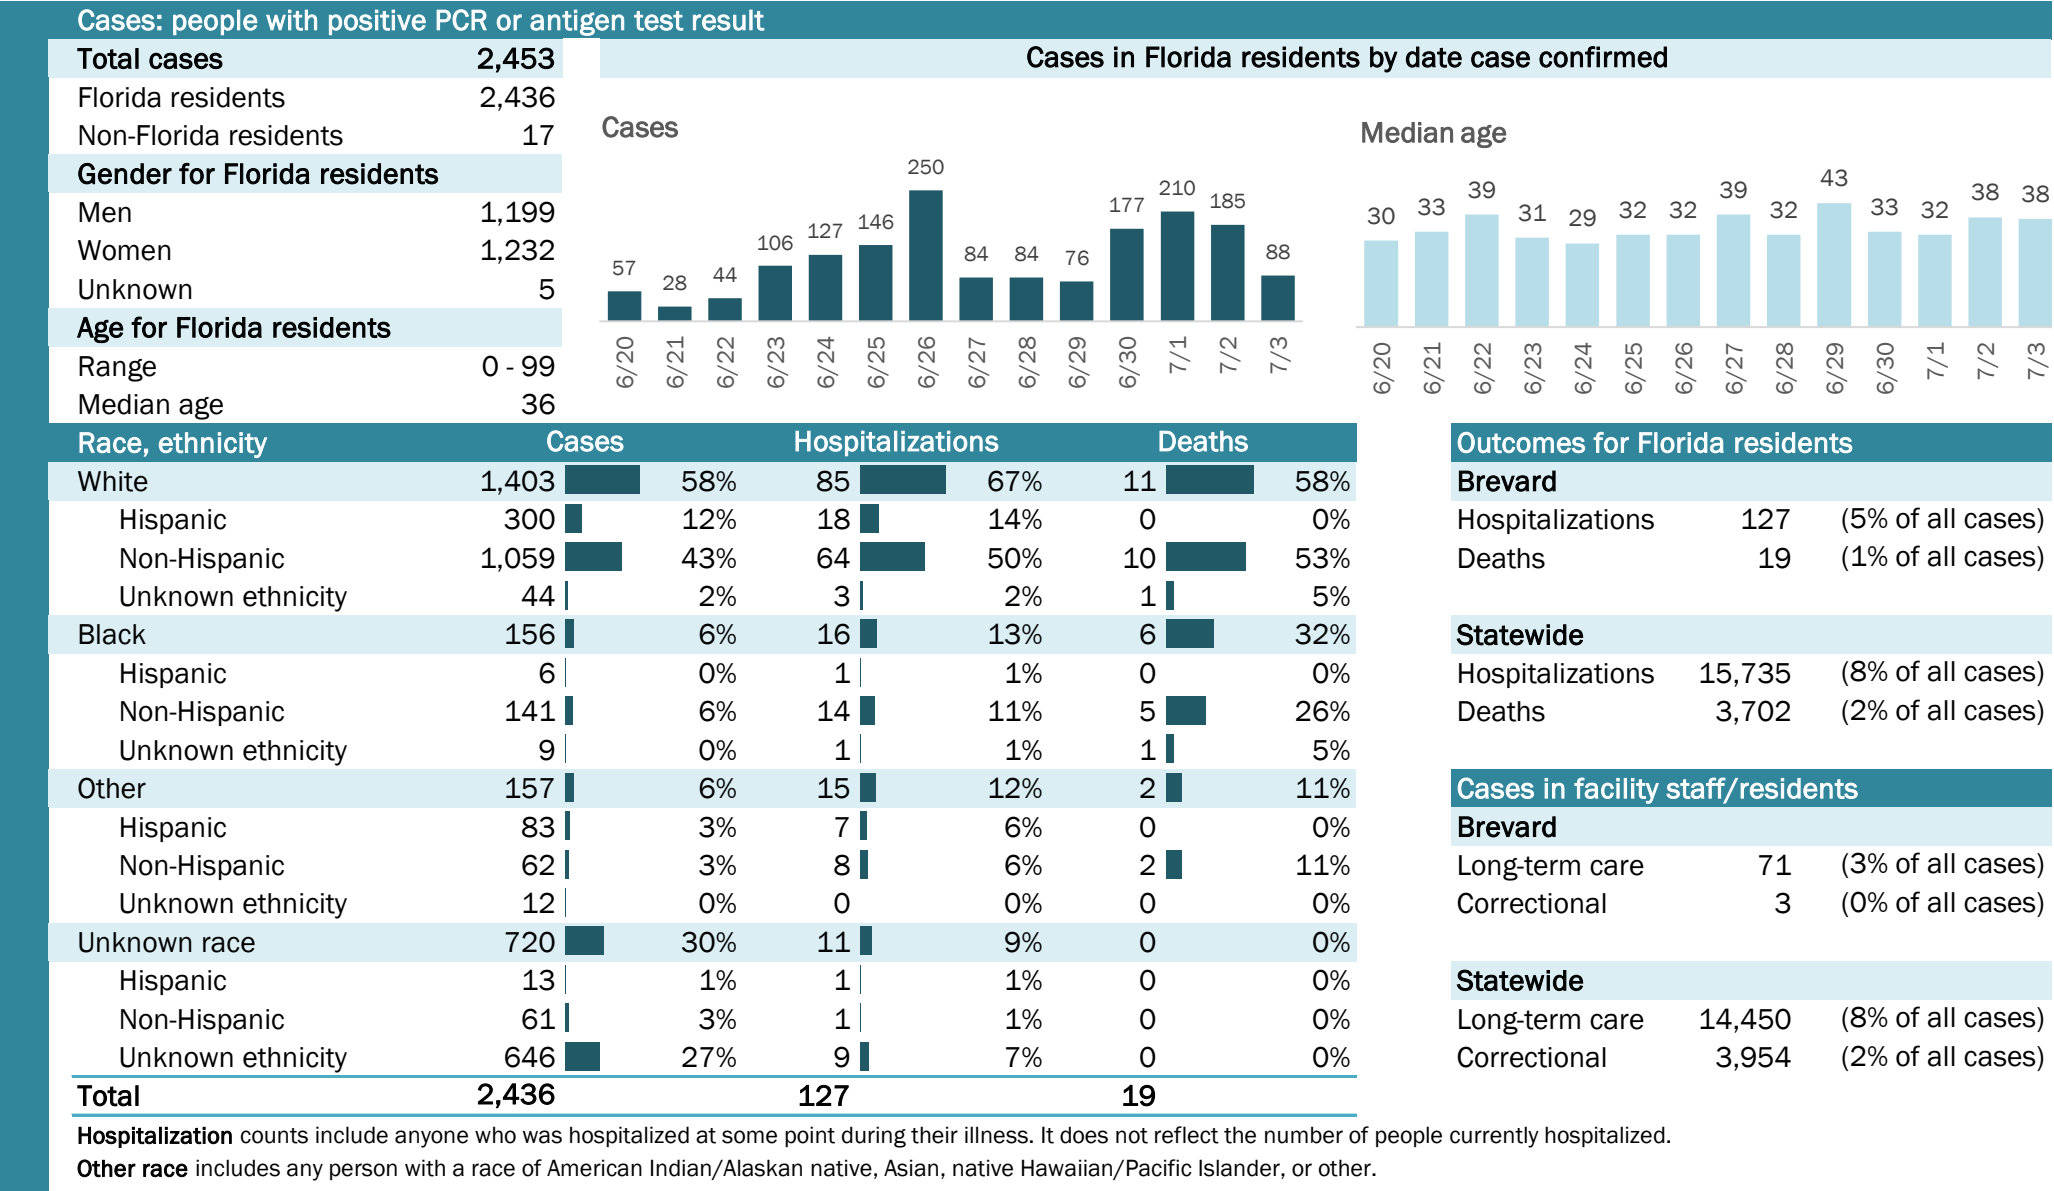 Cases: people with positive PCR or antigen test result
Total cases 2,453
Florida residents 2,436
Non-Florida residents 17
Gender for Florida residents
Men 1,199
Women 1,232
Unknown 5
Age for Florida residents
Range 0 - 99
Median age 36
Cases in Florida residents by date case confirmed
Cases
57 28 44 106 127 146 250 84 84 76 177 210 185 88
6/20 6/21 6/22 6/23 6/24 6/25 6/26 6/27 6/28 6/29 6/30 7/1 7/2 7/3
Median age
30 33 39 31 29 32 32 39 32 43 33 32 38 38
6/20 6/21 6/22 6/23 6/24 6/25 6/26 6/27 6/28 6/29 6/30 7/1 7/2 7/3
Race, ethnicity Cases Hospitalizations Deaths
White 1,403 58% 85 67% 11 58%
Hispanic 300 12% 18 14% 0 0%
Non-Hispanic 1,059 43% 64 50% 10 53%
Unknown ethnicity 44 2% 3 2% 1 5%
Black 156 6% 16 13% 6 32%
Hispanic 6 0% 1 1% 0 0%
Non-Hispanic 141 6% 14 11% 5 26%
Unknown ethnicity 9 0% 1 1% 1 5%
Other 157 6% 15 12% 2 11%
Hispanic 83 3% 7 6% 0 0%
Non-Hispanic 62 3% 8 6% 2 11%
Unknown ethnicity 12 0% 0 0% 0 0%
Unknown race 720 30% 11 9% 0 0%
Hispanic 13 1% 1 1% 0 0%
Non-Hispanic 61 3% 1 1% 0 0%
Unknown ethnicity 646 27% 9 7% 0 0%
Total 2,436 127 19
Outcomes for Florida residents
Brevard
Hospitalizations 127 (5% of all cases)
Deaths 19 (1% of all cases)
Statewide
Hospitalizations 15,735 (8% of all cases)
Deaths 3,702 (2% of all cases)
Cases in facility staff/residents
Brevard
Long-term care 71 (3% of all cases)
Correctional 3 (0% of all cases)
Statewide
Long-term care 14,450 (8% of all cases)
Correctional 3,954 (2% of all cases)
Hospitalization counts include anyone who was hospitalized at some point during their illness. It does not reflect the number of people currently hospitalized.
Other race includes any person with a race of American Indian/Alaskan native, Asian, native Hawaiian/Pacific Islander, or other.